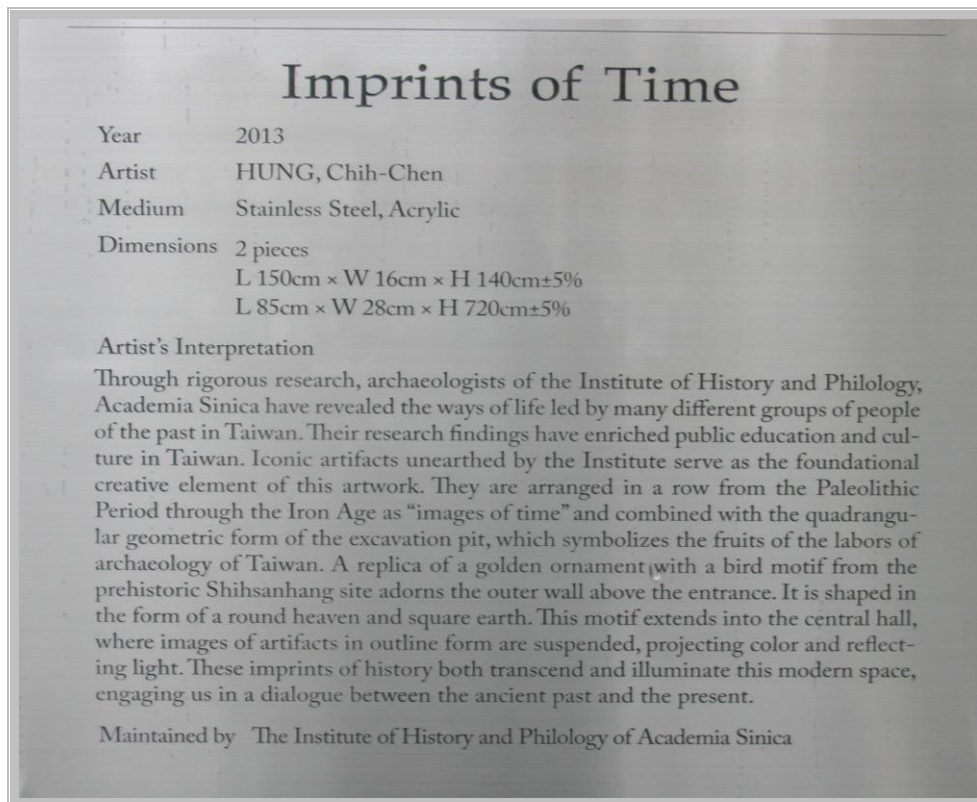 Imprints of Time
Year 2013
Artist HUNG, Chih-Chen
Medium Stainless Steel, Acrylic
Dimensions 2 pieces
L 150cm × W 16cm × H 140cm±5%
L 85cm × W 28cm × H 720cm±5%
Artist's Interpretation
Through rigorous research, archaeologists of the Institute of History and Philology,
Academia Sinica have revealed the ways of life led by many different groups of people
of the past in Taiwan. Their research findings have enriched public education and cul-
ture in Taiwan. Iconic artifacts unearthed by the Institute serve as the foundational
creative element of this artwork. They are arranged in a row from the Paleolithic
Period through the Iron Age as “images of time” and combined with the quadrangu-
lar geometric form of the excavation pit, which symbolizes the fruits of the labors of
archaeology of Taiwan. A replica of a golden ornament with a bird motif from the
prehistoric Shihsanhang site adorns the outer wall above the entrance. It is shaped in
the form of a round heaven and square earth. This motif extends into the central hall,
where images of artifacts in outline form are suspended, projecting color and reflect-
ing light. These imprints of history both transcend and illuminate this modern space,
engaging us in a dialogue between the ancient past and the present.
Maintained by The Institute of History and Philology of Academia Sinica